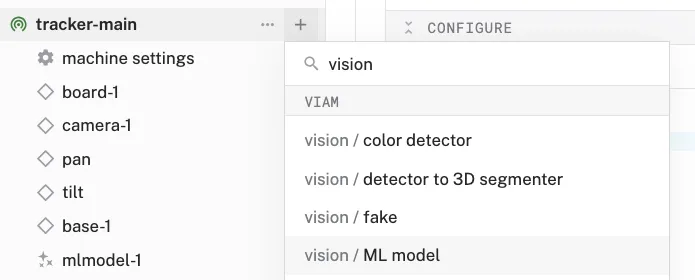 tracker-main ... +
CONFIGURE
machine settings
vision
VIAM
board-1
camera-1
vision / color detector
pan
vision / detector to 3D segmenter
tilt
base-1
vision / fake
mlmodel-1
vision / ML model